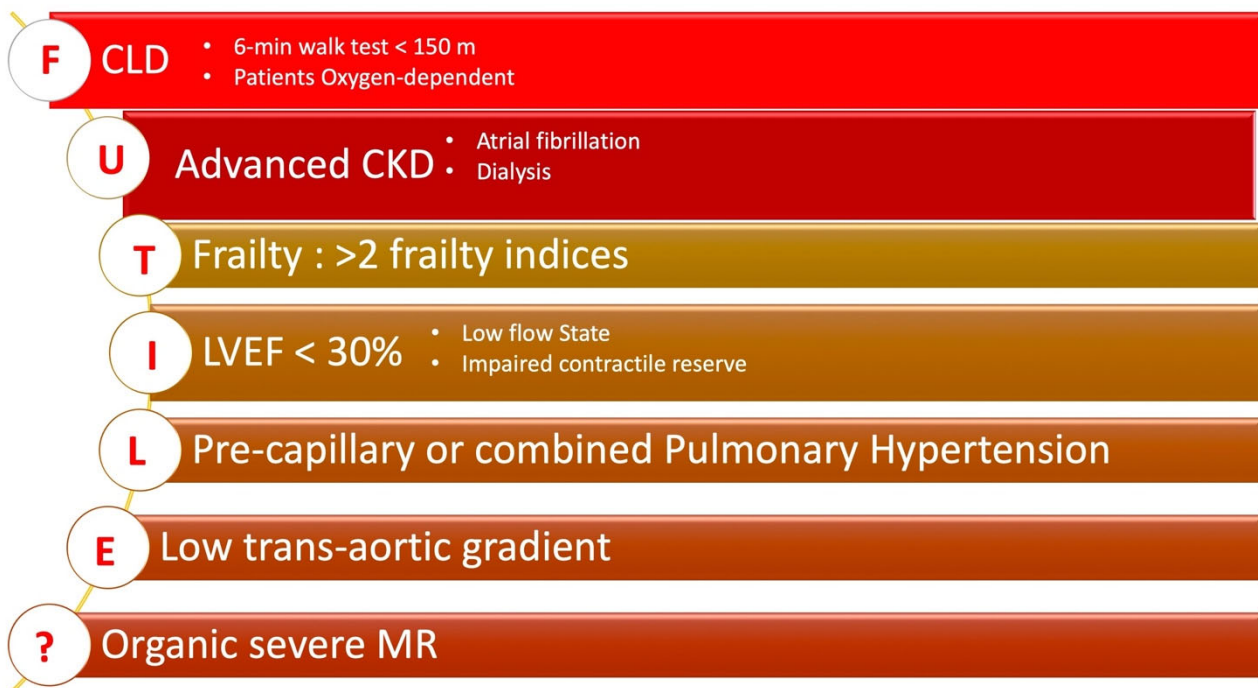 F
CLD
• 6-min walk test < 150 m
• Patients Oxygen-dependent
U
Advanced CKD
• Atrial fibrillation
• Dialysis
T
Frailty : >2 frailty indices
I
LVEF < 30%
• Low flow State
• Impaired contractile reserve
L
Pre-capillary or combined Pulmonary Hypertension
E
Low trans-aortic gradient
?
Organic severe MR